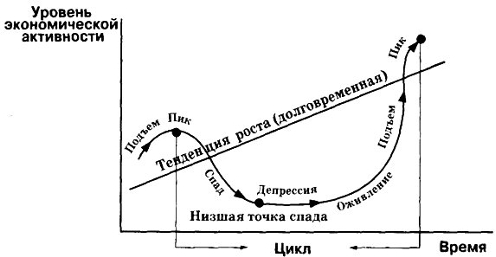 Уровень
экономической
активности
Подъем
Пик
Тенденция роста (долговременная)
Спад
Депрессия
Низшая точка спада
Оживление
Подъем
Пик
Цикл
Время